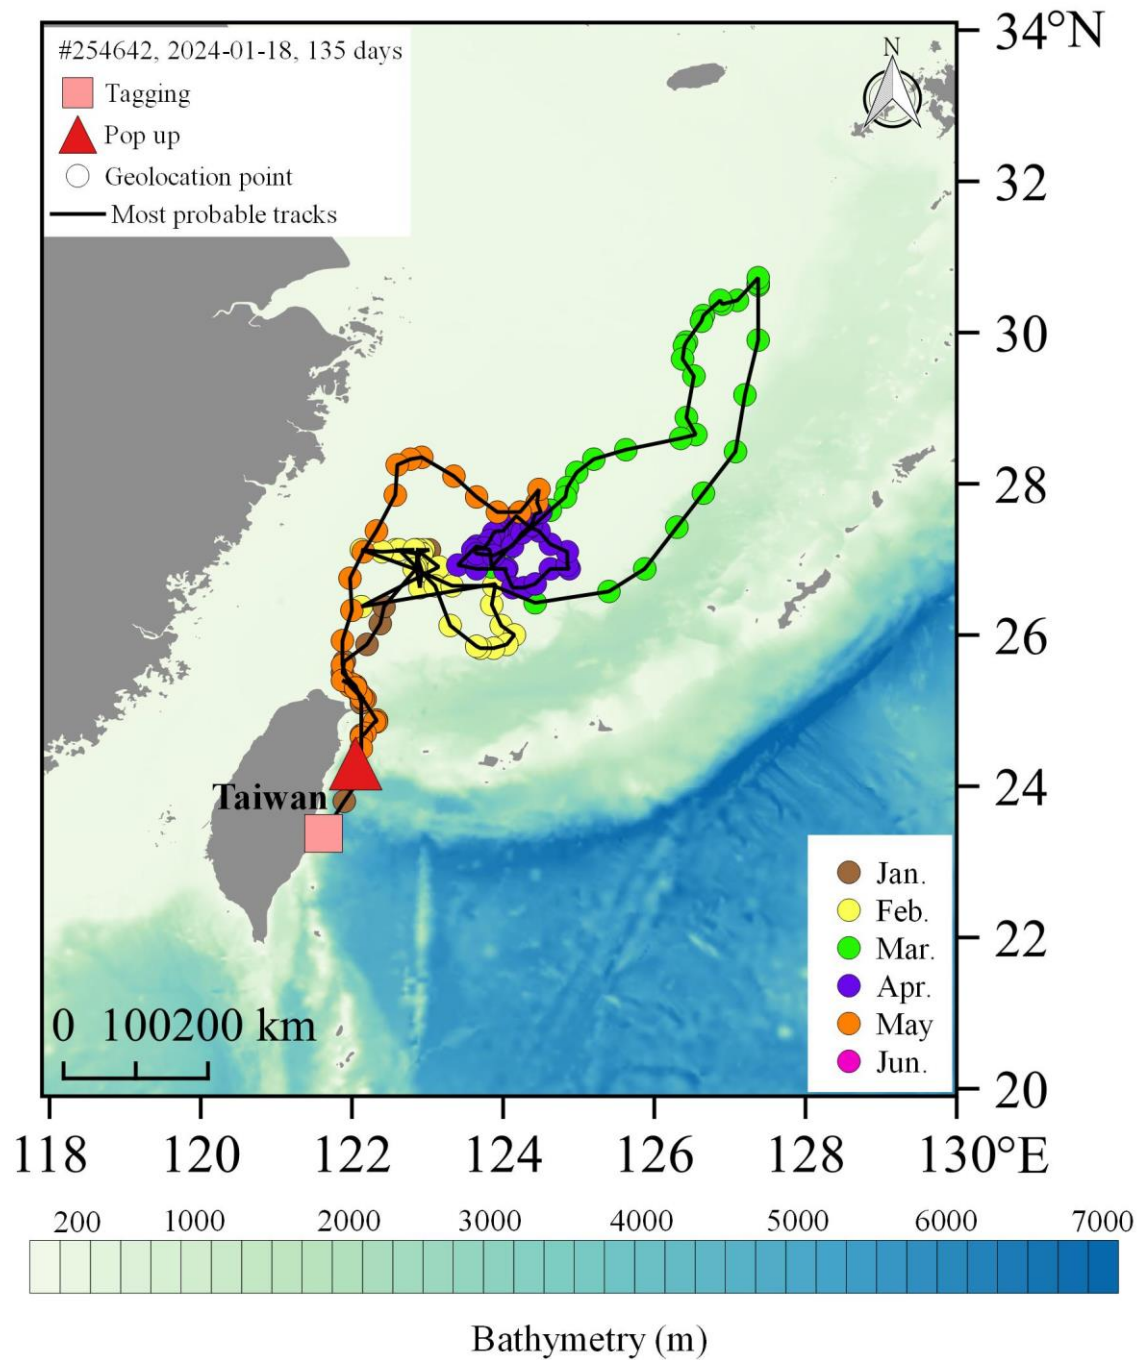 #254642, 2024-01-18, 135 days
Tagging
Pop up
Geolocation point
Most probable tracks
N
34°N
32
30
28
26
24
22
20
Taiwan
Jan.
Feb.
Mar.
Apr.
May
Jun.
0 100200 km
118 120 122 124 126 128 130°E
200 1000 2000 3000 4000 5000 6000 7000
Bathymetry (m)